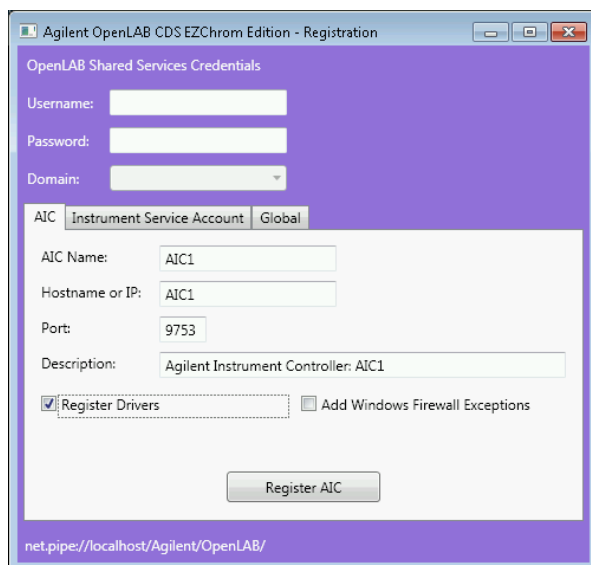 Agilent OpenLAB CDS EZChrom Edition - Registration
OpenLAB Shared Services Credentials
Username:
Password:
Domain:
AIC Instrument Service Account Global
AIC Name: AIC1
Hostname or IP: AIC1
Port: 9753
Description: Agilent Instrument Controller: AIC1
Register Drivers Add Windows Firewall Exceptions
Register AIC
net.pipe://localhost/Agilent/OpenLAB/